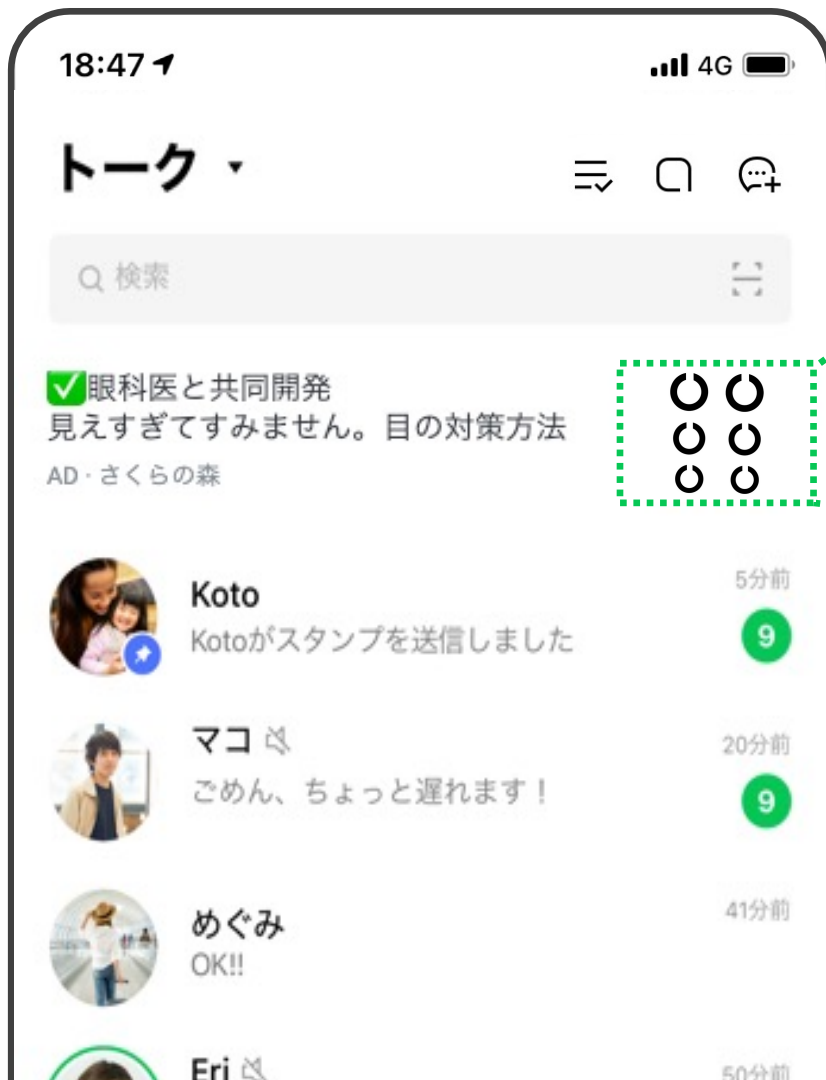 18:47
4G
トーク
検索
✅眼科医と共同開発
見えすぎてすみません。目の対策方法
AD · さくらの森
Koto
5分前
Kotoがスタンプを送信しました
9
マコ
20分前
ごめん、ちょっと遅れます！
9
めぐみ
41分前
OK!!
Eri
50分前